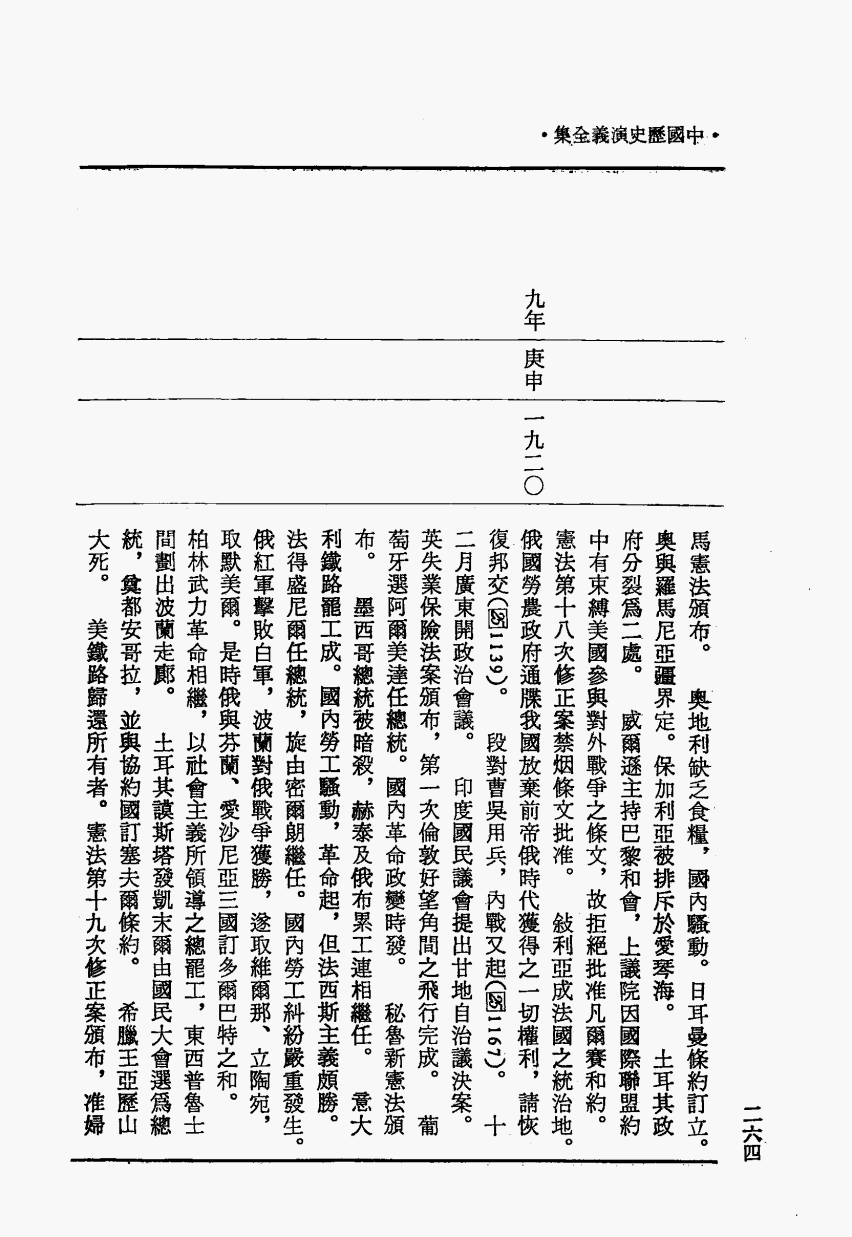 ·中國歷史演義全集·
二六四
九年
庚申
一九二〇
馬憲法頒布。　奧地利缺乏食糧，國內騷動。日耳曼條約訂立。
奧與羅馬尼亞疆界定。保加利亞被排斥於愛琴海。　土耳其政
府分裂爲二處。　威爾遜主持巴黎和會，上議院因國際聯盟約
中有束縛美國參與對外戰爭之條文，故拒絕批准凡爾賽和約。
憲法第十八次修正案禁烟條文批准。　敍利亞成法國之統治地。
俄國勞農政府通牒我國放棄前帝俄時代獲得之一切權利，請恢
復邦交(図1139)。　段對曹吳用兵，內戰又起(図1167)。　十
二月廣東開政治會議。　印度國民議會提出甘地自治議決案。
英失業保險法案頒布，第一次倫敦好望角間之飛行完成。　葡
萄牙選阿爾美達任總統。國內革命政變時發。　秘魯新憲法頒
布。　墨西哥總統被暗殺，赫泰及俄布累工連相繼任。　意大
利鐵路罷工成。國內勞工騷動，革命起，但法西斯主義頗勝。
法得盛尼爾任總統，旋由密爾朗繼任。國內勞工糾紛嚴重發生。
俄紅軍擊敗白軍，波蘭對俄戰爭獲勝，遂取維爾那、立陶宛，
取默美爾。是時俄與芬蘭、愛沙尼亞三國訂多爾巴特之和。
柏林武力革命相繼，以社會主義所領導之總罷工，東西普魯士
間劃出波蘭走廊。　土耳其謨斯塔發凱末爾由國民大會選爲總
統，奠都安哥拉，並與協約國訂塞夫爾條約。　希臘王亞歷山
大死。　美鐵路歸還所有者。憲法第十九次修正案頒布，准婦